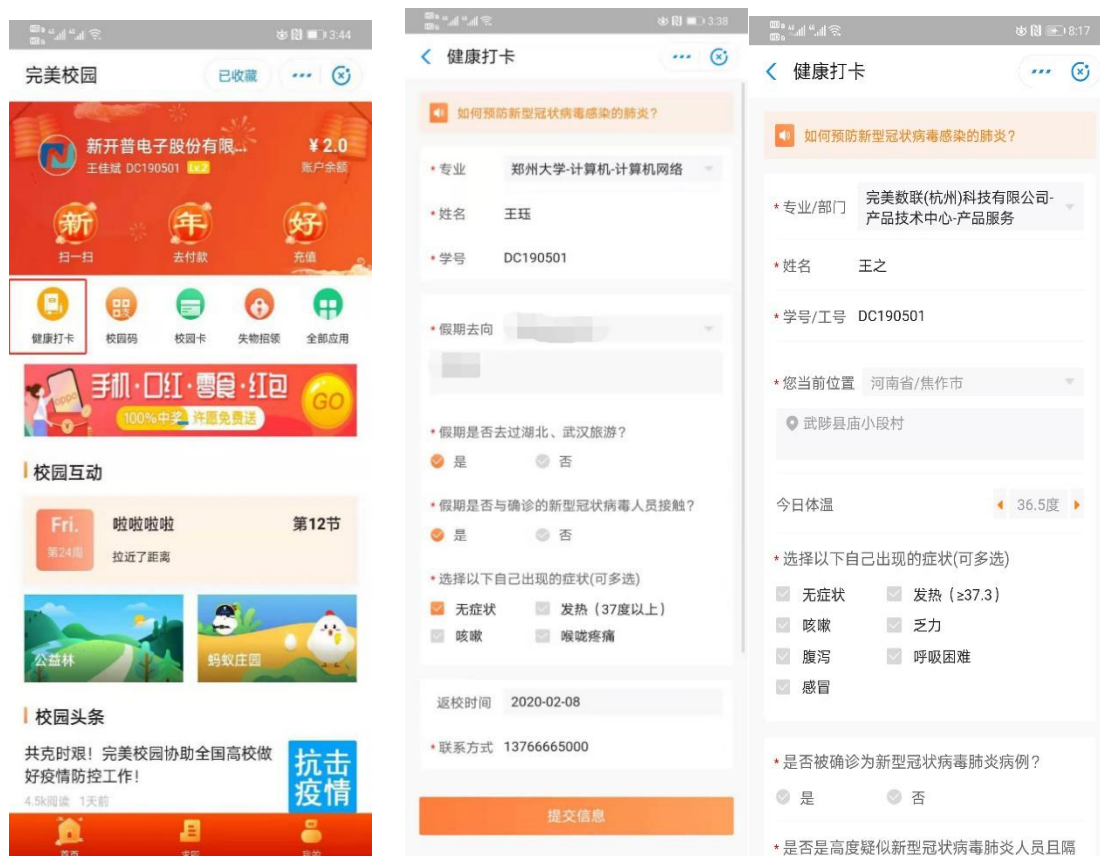 3:44
完美校园
已收藏
新开普电子股份有限...
¥ 2.0
王佳斌 DC190501 Lv.2
账户余额
新
年
好
扫一扫
去付款
充值
健康打卡
校园码
校园卡
失物招领
全部应用
oppo
手机·口红·零食·红包
100%中奖 许愿免费送
GO
校园互动
Fri.
啦啦啦啦
第12节
第24周
拉近了距离
公益林
蚂蚁庄园
校园头条
共克时艰！完美校园协助全国高校做
好疫情防控工作！
4.5k阅读 1天前
抗击
疫情
3:38
健康打卡
如何预防新型冠状病毒感染的肺炎？
*专业
郑州大学-计算机-计算机网络
*姓名
王珏
*学号
DC190501
*假期去向
*假期是否去过湖北、武汉旅游？
是
否
*假期是否与确诊的新型冠状病毒人员接触？
是
否
*选择以下自己出现的症状(可多选)
无症状
发热（37度以上）
咳嗽
喉咙疼痛
返校时间
2020-02-08
*联系方式
13766665000
提交信息
8:17
健康打卡
如何预防新型冠状病毒感染的肺炎？
*专业/部门
完美数联(杭州)科技有限公司-
产品技术中心-产品服务
*姓名
王之
*学号/工号
DC190501
*您当前位置
河南省/焦作市
武陟县庙小段村
今日体温
36.5度
*选择以下自己出现的症状(可多选)
无症状
发热（≥37.3）
咳嗽
乏力
腹泻
呼吸困难
感冒
*是否被确诊为新型冠状病毒肺炎病例？
是
否
*是否是高度疑似新型冠状病毒肺炎人员且隔